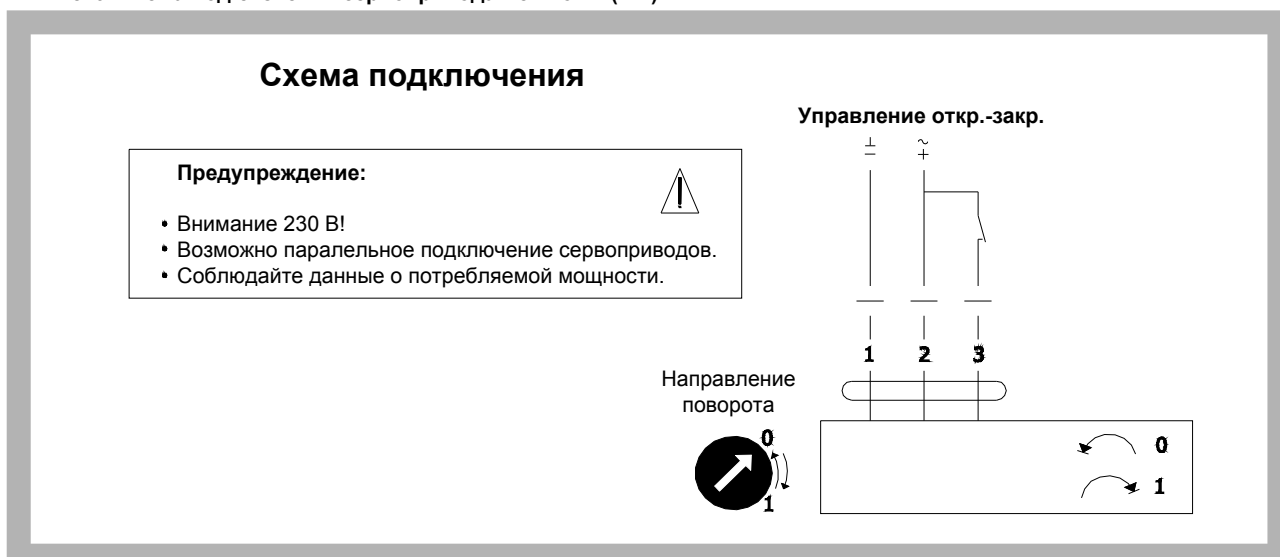 Схема подключения
Управление откр.-закр.
Предупреждение:
• Внимание 230 В!
• Возможно паралельное подключение сервоприводов.
• Соблюдайте данные о потребляемой мощности.
⊥ ~
– +
1 2 3
Направление
поворота
0
1
0
1